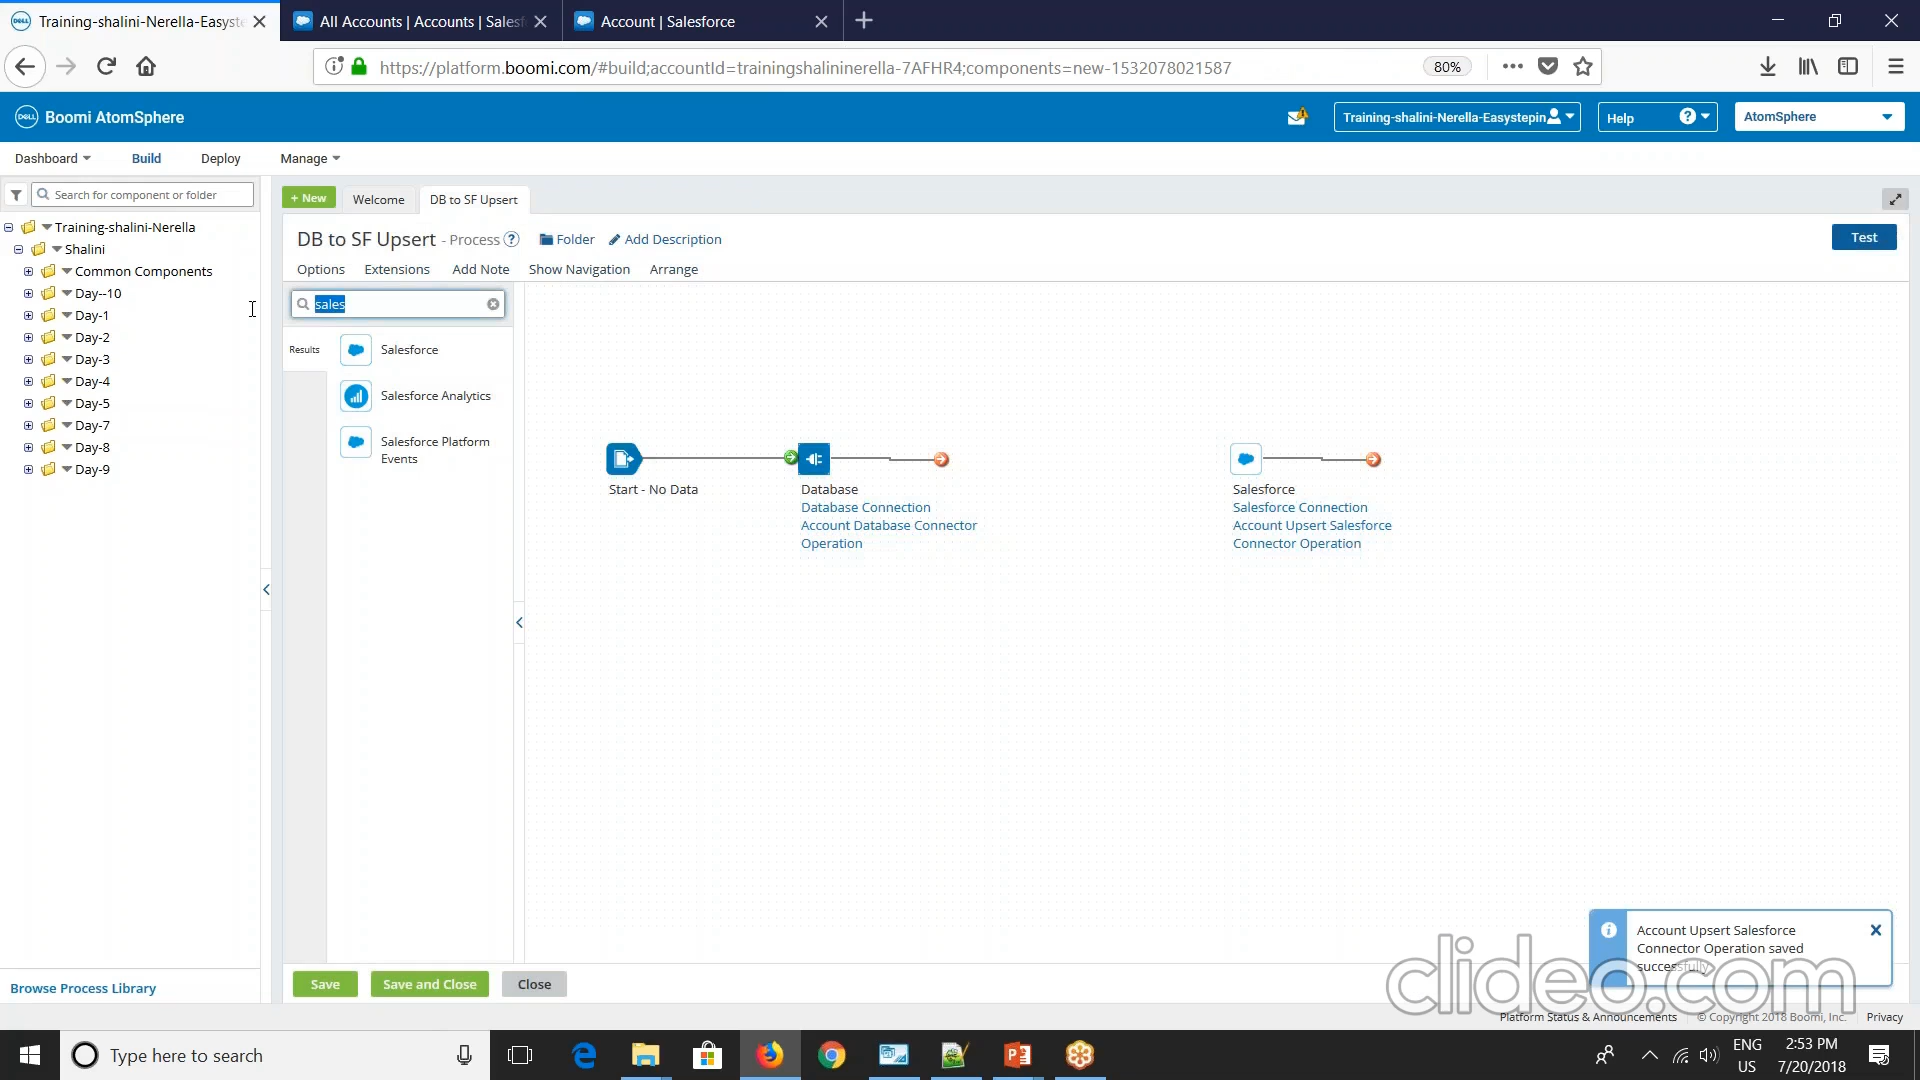 Training-shalini-Nerella-Easyste
All Accounts | Accounts | Salesf
Account | Salesforce
https://platform.boomi.com/#build;accountId=trainingshalininerella-7AFHR4;components=new-1532078021587
80%
DELL
Boomi AtomSphere
Training-shalini-Nerella-Easystepin
Help
AtomSphere
Dashboard
Build
Deploy
Manage
Search for component or folder
+ New
Welcome
DB to SF Upsert
Training-shalini-Nerella
Shalini
Common Components
Day--10
Day-1
Day-2
Day-3
Day-4
Day-5
Day-7
Day-8
Day-9
Browse Process Library
DB to SF Upsert - Process
Folder
Add Description
Test
Options
Extensions
Add Note
Show Navigation
Arrange
sales
Results
Salesforce
Salesforce Analytics
Salesforce Platform
Events
Start - No Data
Database
Database Connection
Account Database Connector
Operation
Salesforce
Salesforce Connection
Account Upsert Salesforce
Connector Operation
Account Upsert Salesforce
Connector Operation saved
successfully
clideo.com
Save
Save and Close
Close
Platform Status & Announcements
© Copyright 2018 Boomi, Inc.
Privacy
Type here to search
ENG
US
2:53 PM
7/20/2018